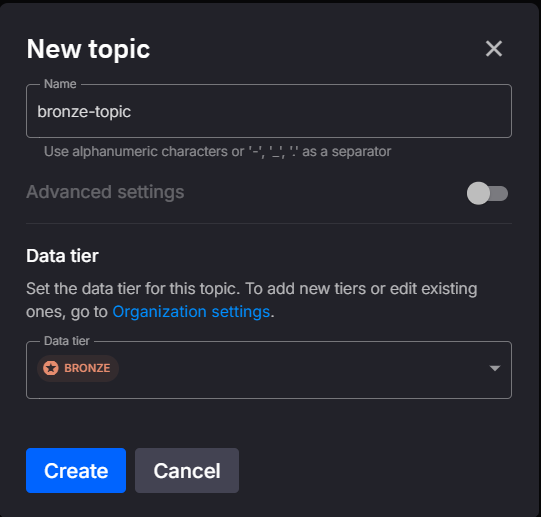 New topic
Name
bronze-topic
Use alphanumeric characters or '-', '_', '.' as a separator
Advanced settings
Data tier
Set the data tier for this topic. To add new tiers or edit existing
ones, go to Organization settings.
Data tier
BRONZE
Create
Cancel